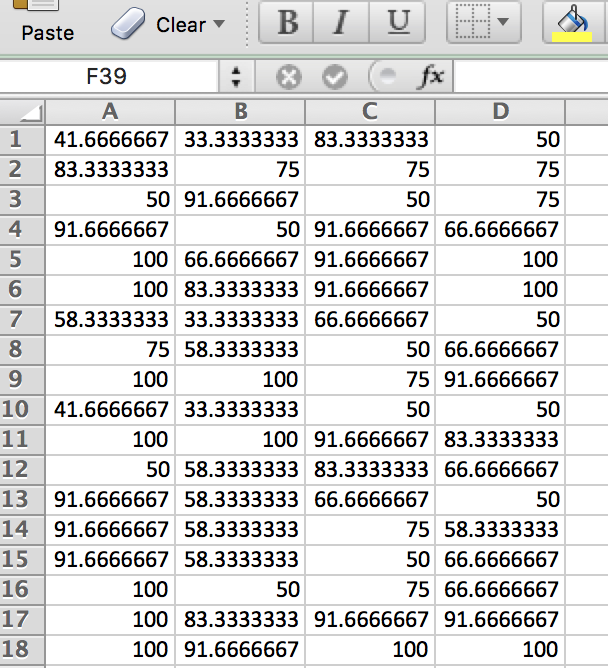 Paste Clear B I U
F39 fx
A B C D
1 41.6666667 33.3333333 83.3333333 50
2 83.3333333 75 75 75
3 50 91.6666667 50 75
4 91.6666667 50 91.6666667 66.6666667
5 100 66.6666667 91.6666667 100
6 100 83.3333333 91.6666667 100
7 58.3333333 33.3333333 66.6666667 50
8 75 58.3333333 50 66.6666667
9 100 100 75 91.6666667
10 41.6666667 33.3333333 50 50
11 100 100 91.6666667 83.3333333
12 50 58.3333333 83.3333333 66.6666667
13 91.6666667 58.3333333 66.6666667 50
14 91.6666667 58.3333333 75 58.3333333
15 91.6666667 58.3333333 50 66.6666667
16 100 50 75 66.6666667
17 100 83.3333333 91.6666667 91.6666667
18 100 91.6666667 100 100